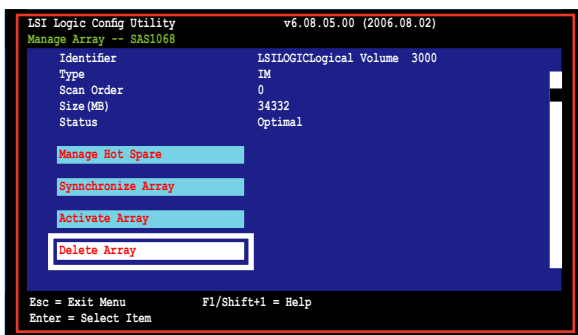 LSI Logic Config Utility v6.08.05.00 (2006.08.02)
Manage Array -- SAS1068
Identifier LSILOGICLogical Volume 3000
Type IM
Scan Order 0
Size(MB) 34332
Status Optimal
Manage Hot Spare
Synnchronize Array
Activate Array
Delete Array
Esc = Exit Menu F1/Shift+1 = Help
Enter = Select Item